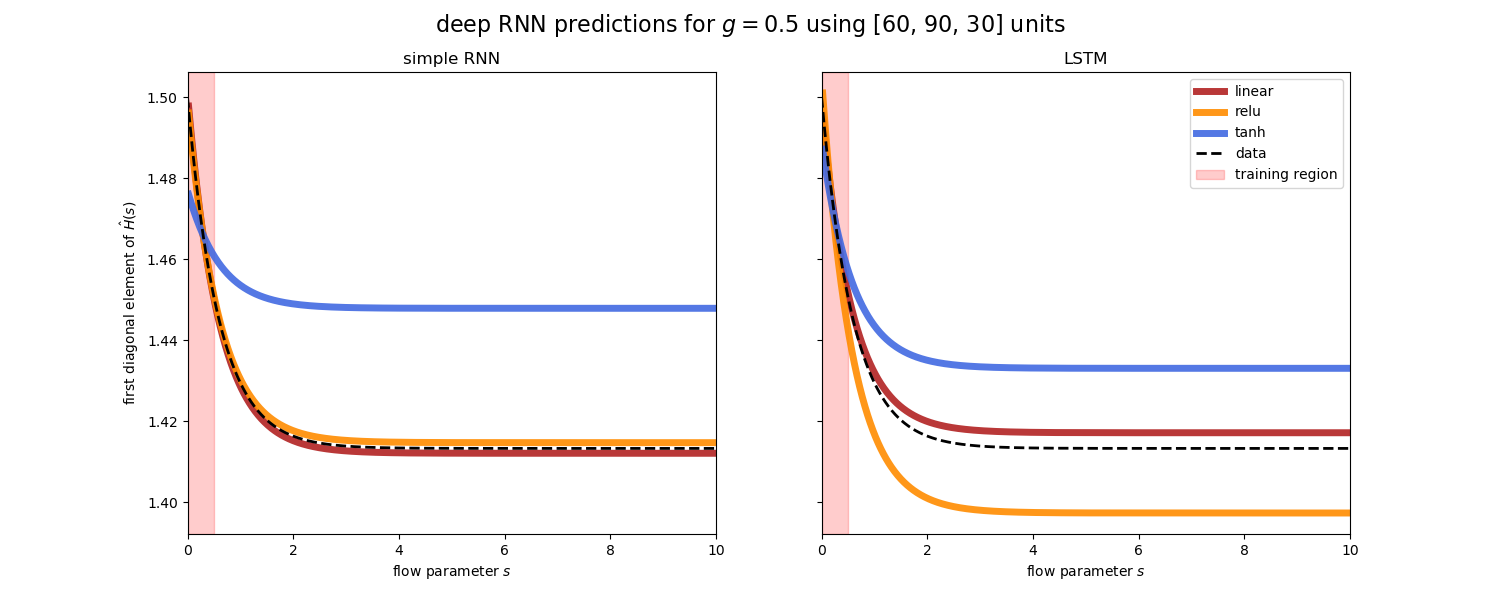 deep RNN predictions for g = 0.5 using [60, 90, 30] units
simple RNN
LSTM
first diagonal element of Ĥ(s)
1.50
1.48
1.46
1.44
1.42
1.40
0 2 4 6 8 10
flow parameter s
linear
relu
tanh
data
training region
0 2 4 6 8 10
flow parameter s